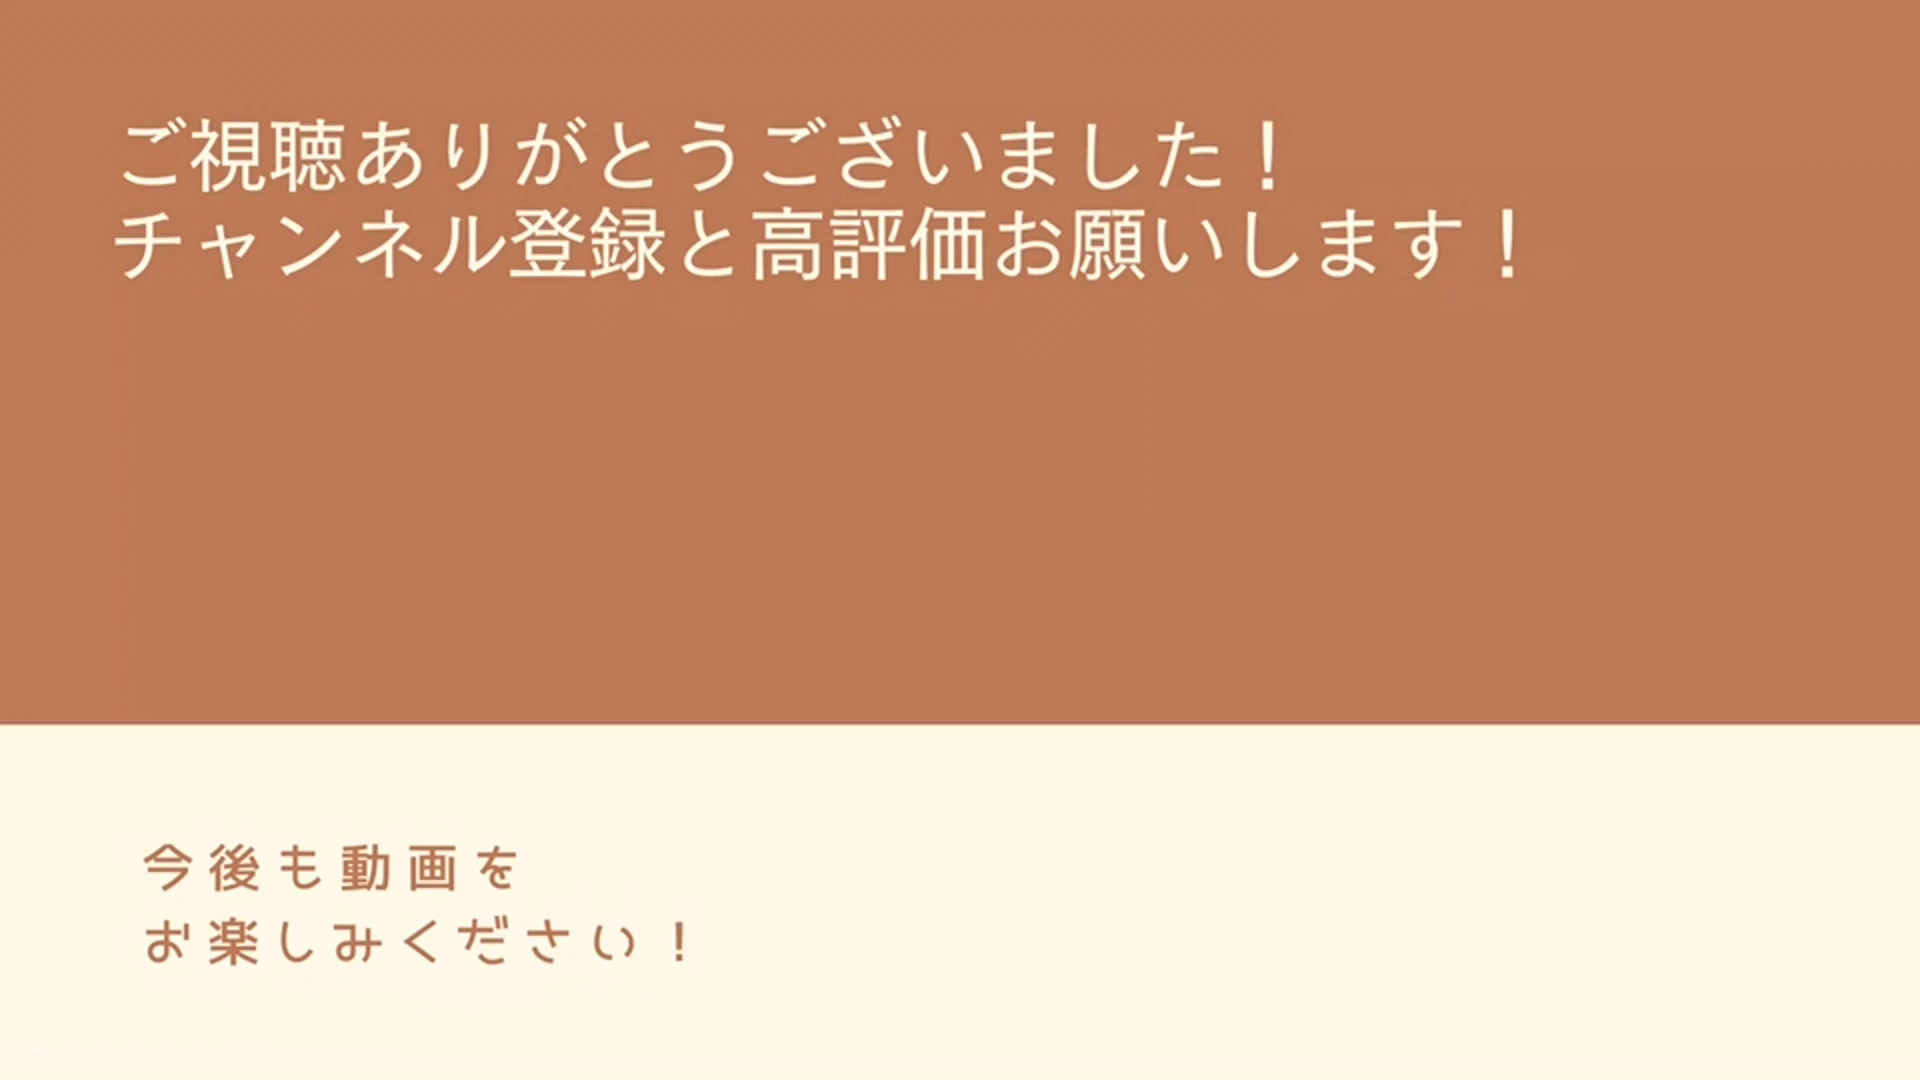 ご視聴ありがとうございました！
チャンネル登録と高評価お願いします！
今後も動画を
お楽しみください！